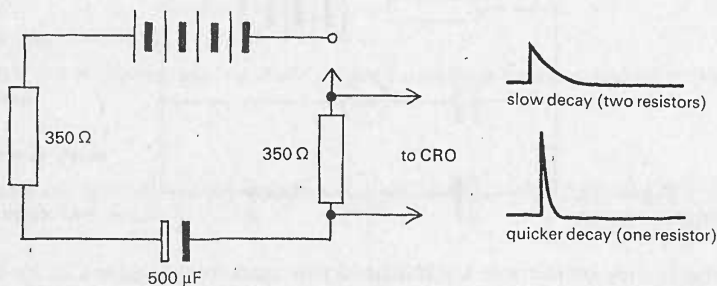 350 Ω
350 Ω
to CRO
500 µF
slow decay (two resistors)
quicker decay (one resistor)